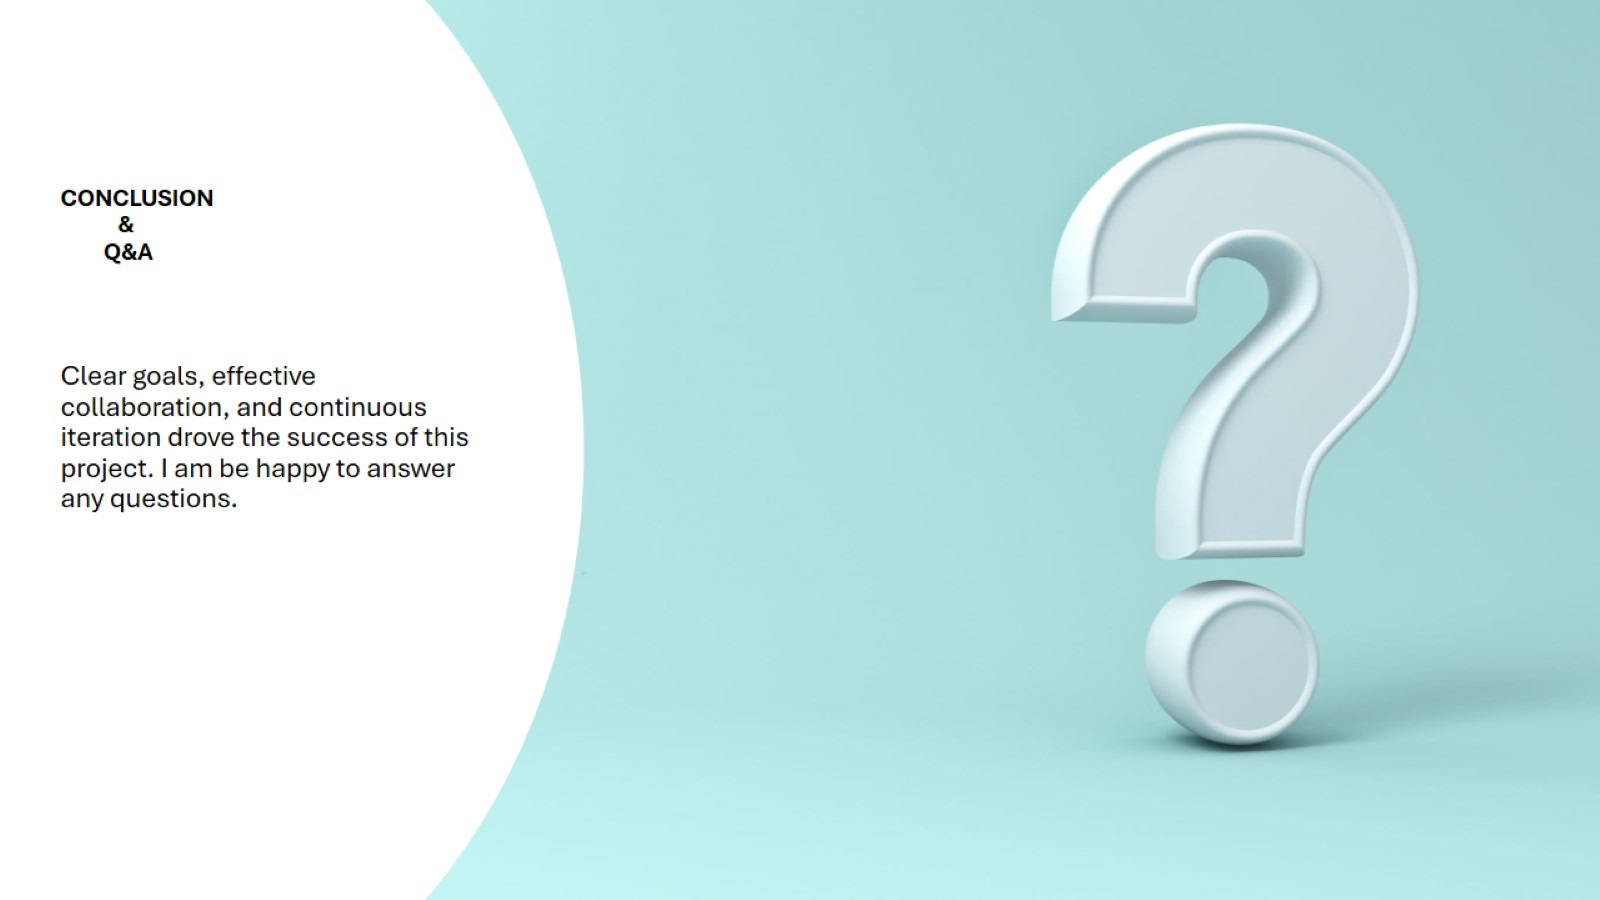 CONCLUSION
&
Q&A
Clear goals, effective
collaboration, and continuous
iteration drove the success of this
project. I am be happy to answer
any questions.